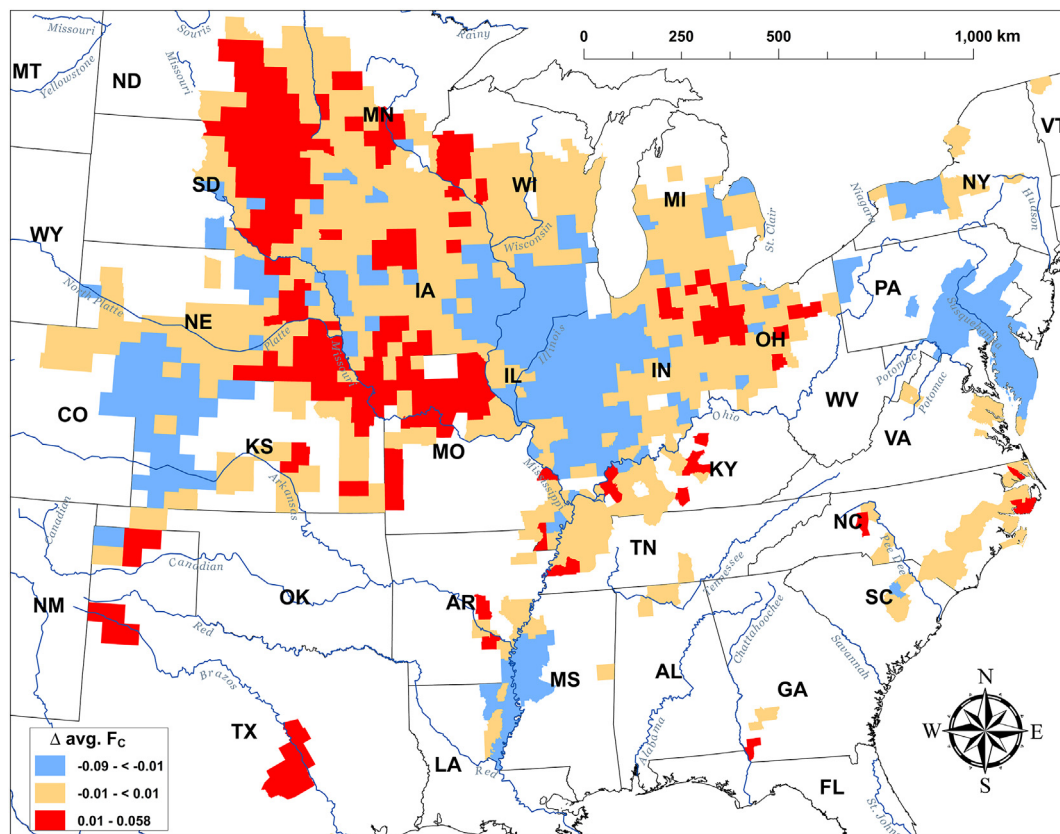 Missouri
Souris
Rainy
0 250 500 1,000 km
MT
Yellowstone
ND
Missouri
MN
VT
SD
WI
MI
NY
Niagara
Hudson
St. Clair
WY
Wisconsin
North Platte
NE
Platte
IA
PA
Susquehanna
Missouri
Illinois
OH
IL
IN
Potomac
Potomac
CO
WV
Ohio
VA
KS
MO
KY
Arkansas
Mississippi
Canadian
NC
Pee Dee
TN
Tennessee
Canadian
OK
AR
SC
NM
Red
Chattahoochee
Savannah
Brazos
MS
AL
GA
N
W E
S
TX
Alabama
LA
Red
FL
St. Johns
Δ avg. FC
-0.09 - < -0.01
-0.01 - < 0.01
0.01 - 0.058